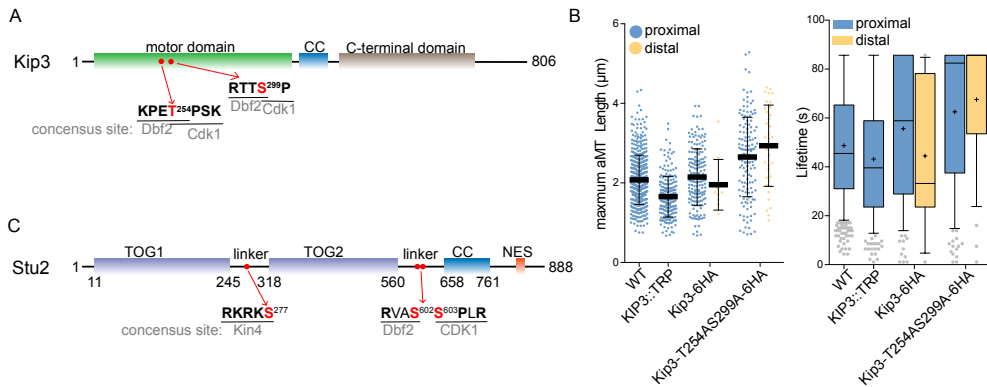 A
motor domain
CC
C-terminal domain
Kip3
1
806
RTTS299P
Dbf2
Cdk1
KPET254PSK
concensus site: Dbf2
Cdk1
B
proximal
distal
maxmum aMT Length (μm)
6
4
2
0
WT
KIP3::TRP
Kip3-6HA
Kip3-T254AS299A-6HA
proximal
distal
Lifetime (s)
100
80
60
40
20
0
WT
KIP3::TRP
Kip3-6HA
Kip3-T254AS299A-6HA
C
TOG1
linker
TOG2
linker
CC
NES
Stu2
1
888
11
245
318
560
658
761
RKRKS277
concensus site: Kin4
RVAS602S603PLR
Dbf2
CDK1